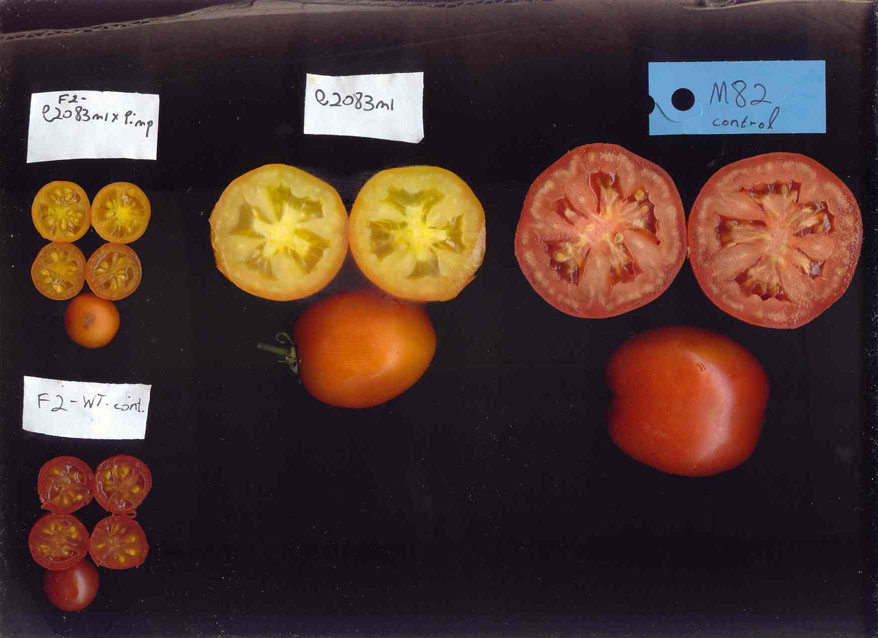 F2-
e2083m1 x Pimp
e2083m1
M82
control
F2-WT. cont.